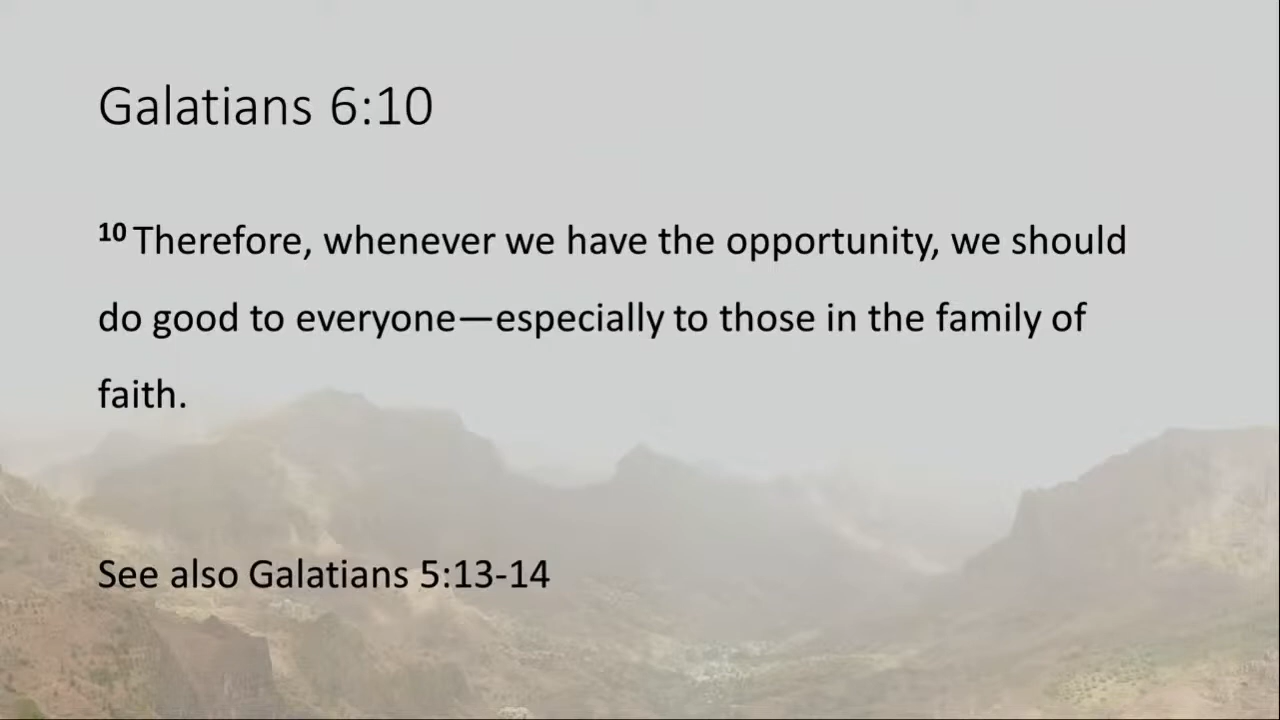 Galatians 6:10
10 Therefore, whenever we have the opportunity, we should
do good to everyone—especially to those in the family of
faith.
See also Galatians 5:13-14